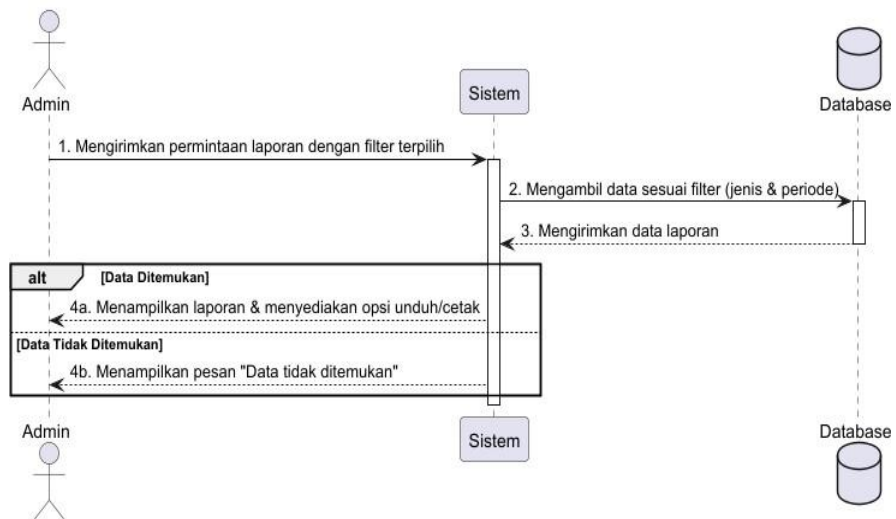 Admin
Sistem
Database
1. Mengirimkan permintaan laporan dengan filter terpilih
2. Mengambil data sesuai filter (jenis & periode)
3. Mengirimkan data laporan
alt [Data Ditemukan]
4a. Menampilkan laporan & menyediakan opsi unduh/cetak
[Data Tidak Ditemukan]
4b. Menampilkan pesan "Data tidak ditemukan"
Admin
Sistem
Database